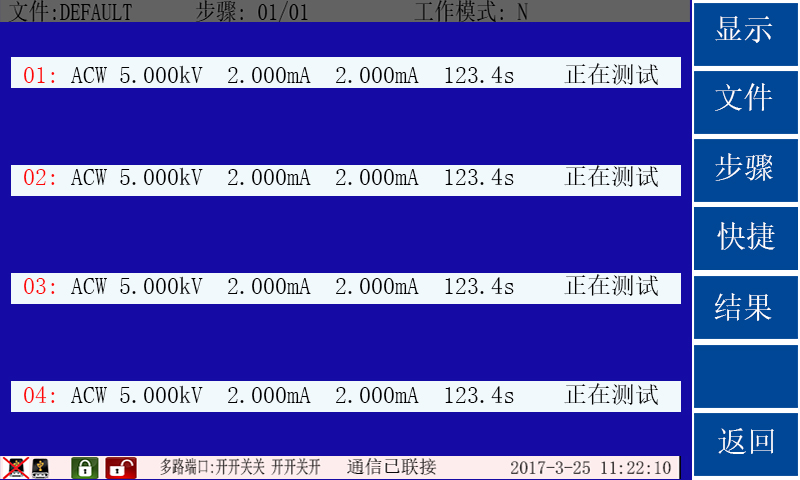 文件:DEFAULT 步骤: 01/01 工作模式: N
显示
01: ACW 5.000kV 2.000mA 2.000mA 123.4s 正在测试
文件
02: ACW 5.000kV 2.000mA 2.000mA 123.4s 正在测试
步骤
快捷
03: ACW 5.000kV 2.000mA 2.000mA 123.4s 正在测试
结果
04: ACW 5.000kV 2.000mA 2.000mA 123.4s 正在测试
返回
多路端口:开开关关 开开关开 通信已联接 2017-3-25 11:22:10